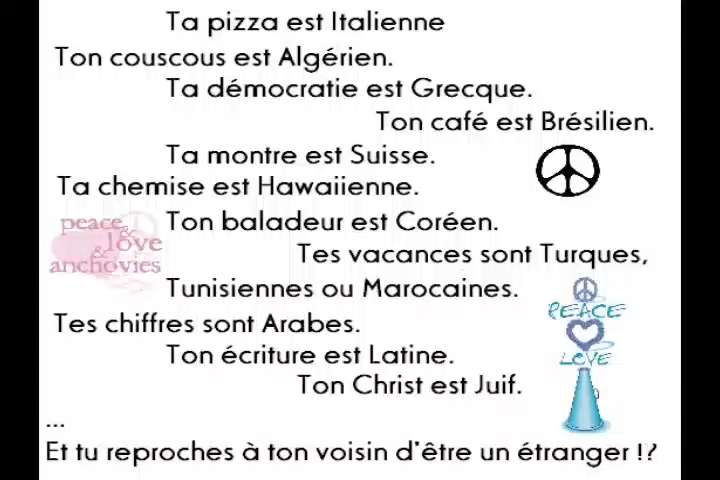 Ta pizza est Italienne
Ton couscous est Algérien.
Ta démocratie est Grecque.
Ton café est Brésilien.
Ta montre est Suisse.
Ta chemise est Hawaiienne.
Ton baladeur est Coréen.
peace
&
love
&
anchovies
Tes vacances sont Turques,
Tunisiennes ou Marocaines.
PEACE
Tes chiffres sont Arabes.
Ton écriture est Latine.
LOVE
Ton Christ est Juif.
...
Et tu reproches à ton voisin d'être un étranger !?